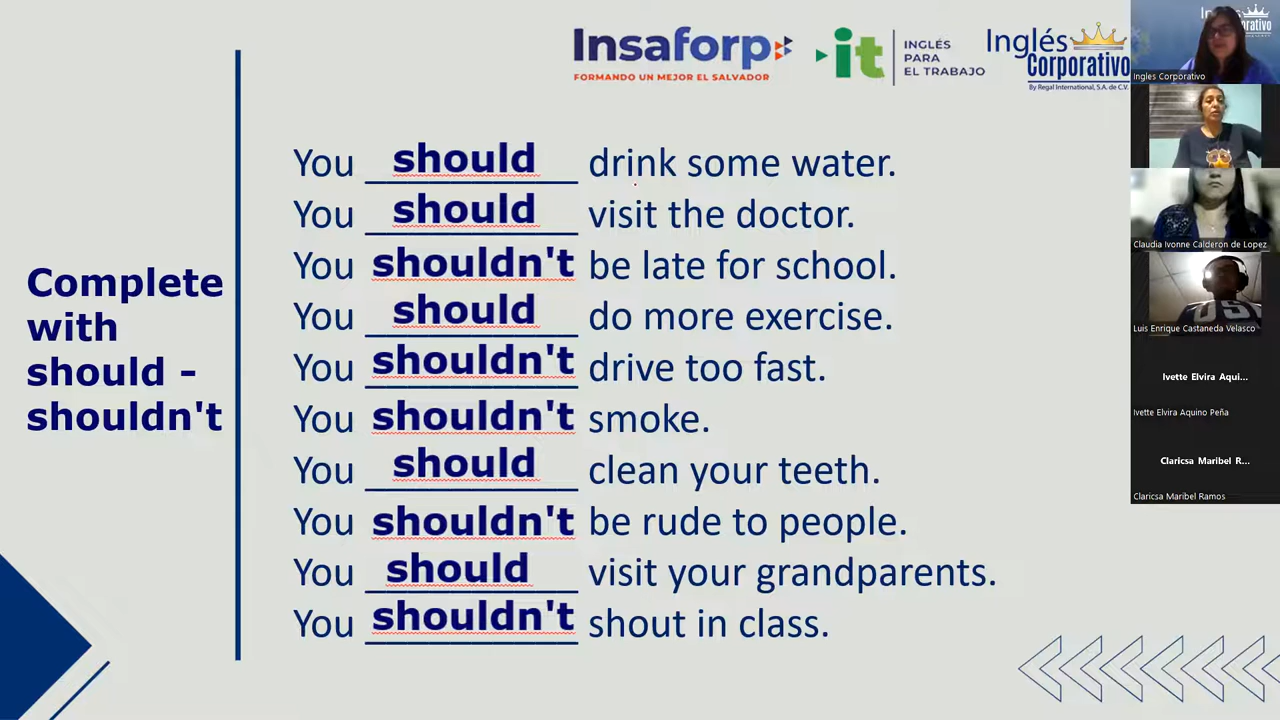 Insaforp
FORMANDO UN MEJOR EL SALVADOR
it
INGLÉS
PARA
EL TRABAJO
Inglés
Corporativo
By Regal International, S.A. de C.V.
Complete
with
should -
shouldn't
You should drink some water.
You should visit the doctor.
You shouldn't be late for school.
You should do more exercise.
You shouldn't drive too fast.
You shouldn't smoke.
You should clean your teeth.
You shouldn't be rude to people.
You should visit your grandparents.
You shouldn't shout in class.
Ingles Corporativo
Claudia Ivonne Calderon de Lopez
Luis Enrique Castaneda Velasco
Ivette Elvira Aqui...
Ivette Elvira Aquino Peña
Claricsa Maribel R...
Claricsa Maribel Ramos